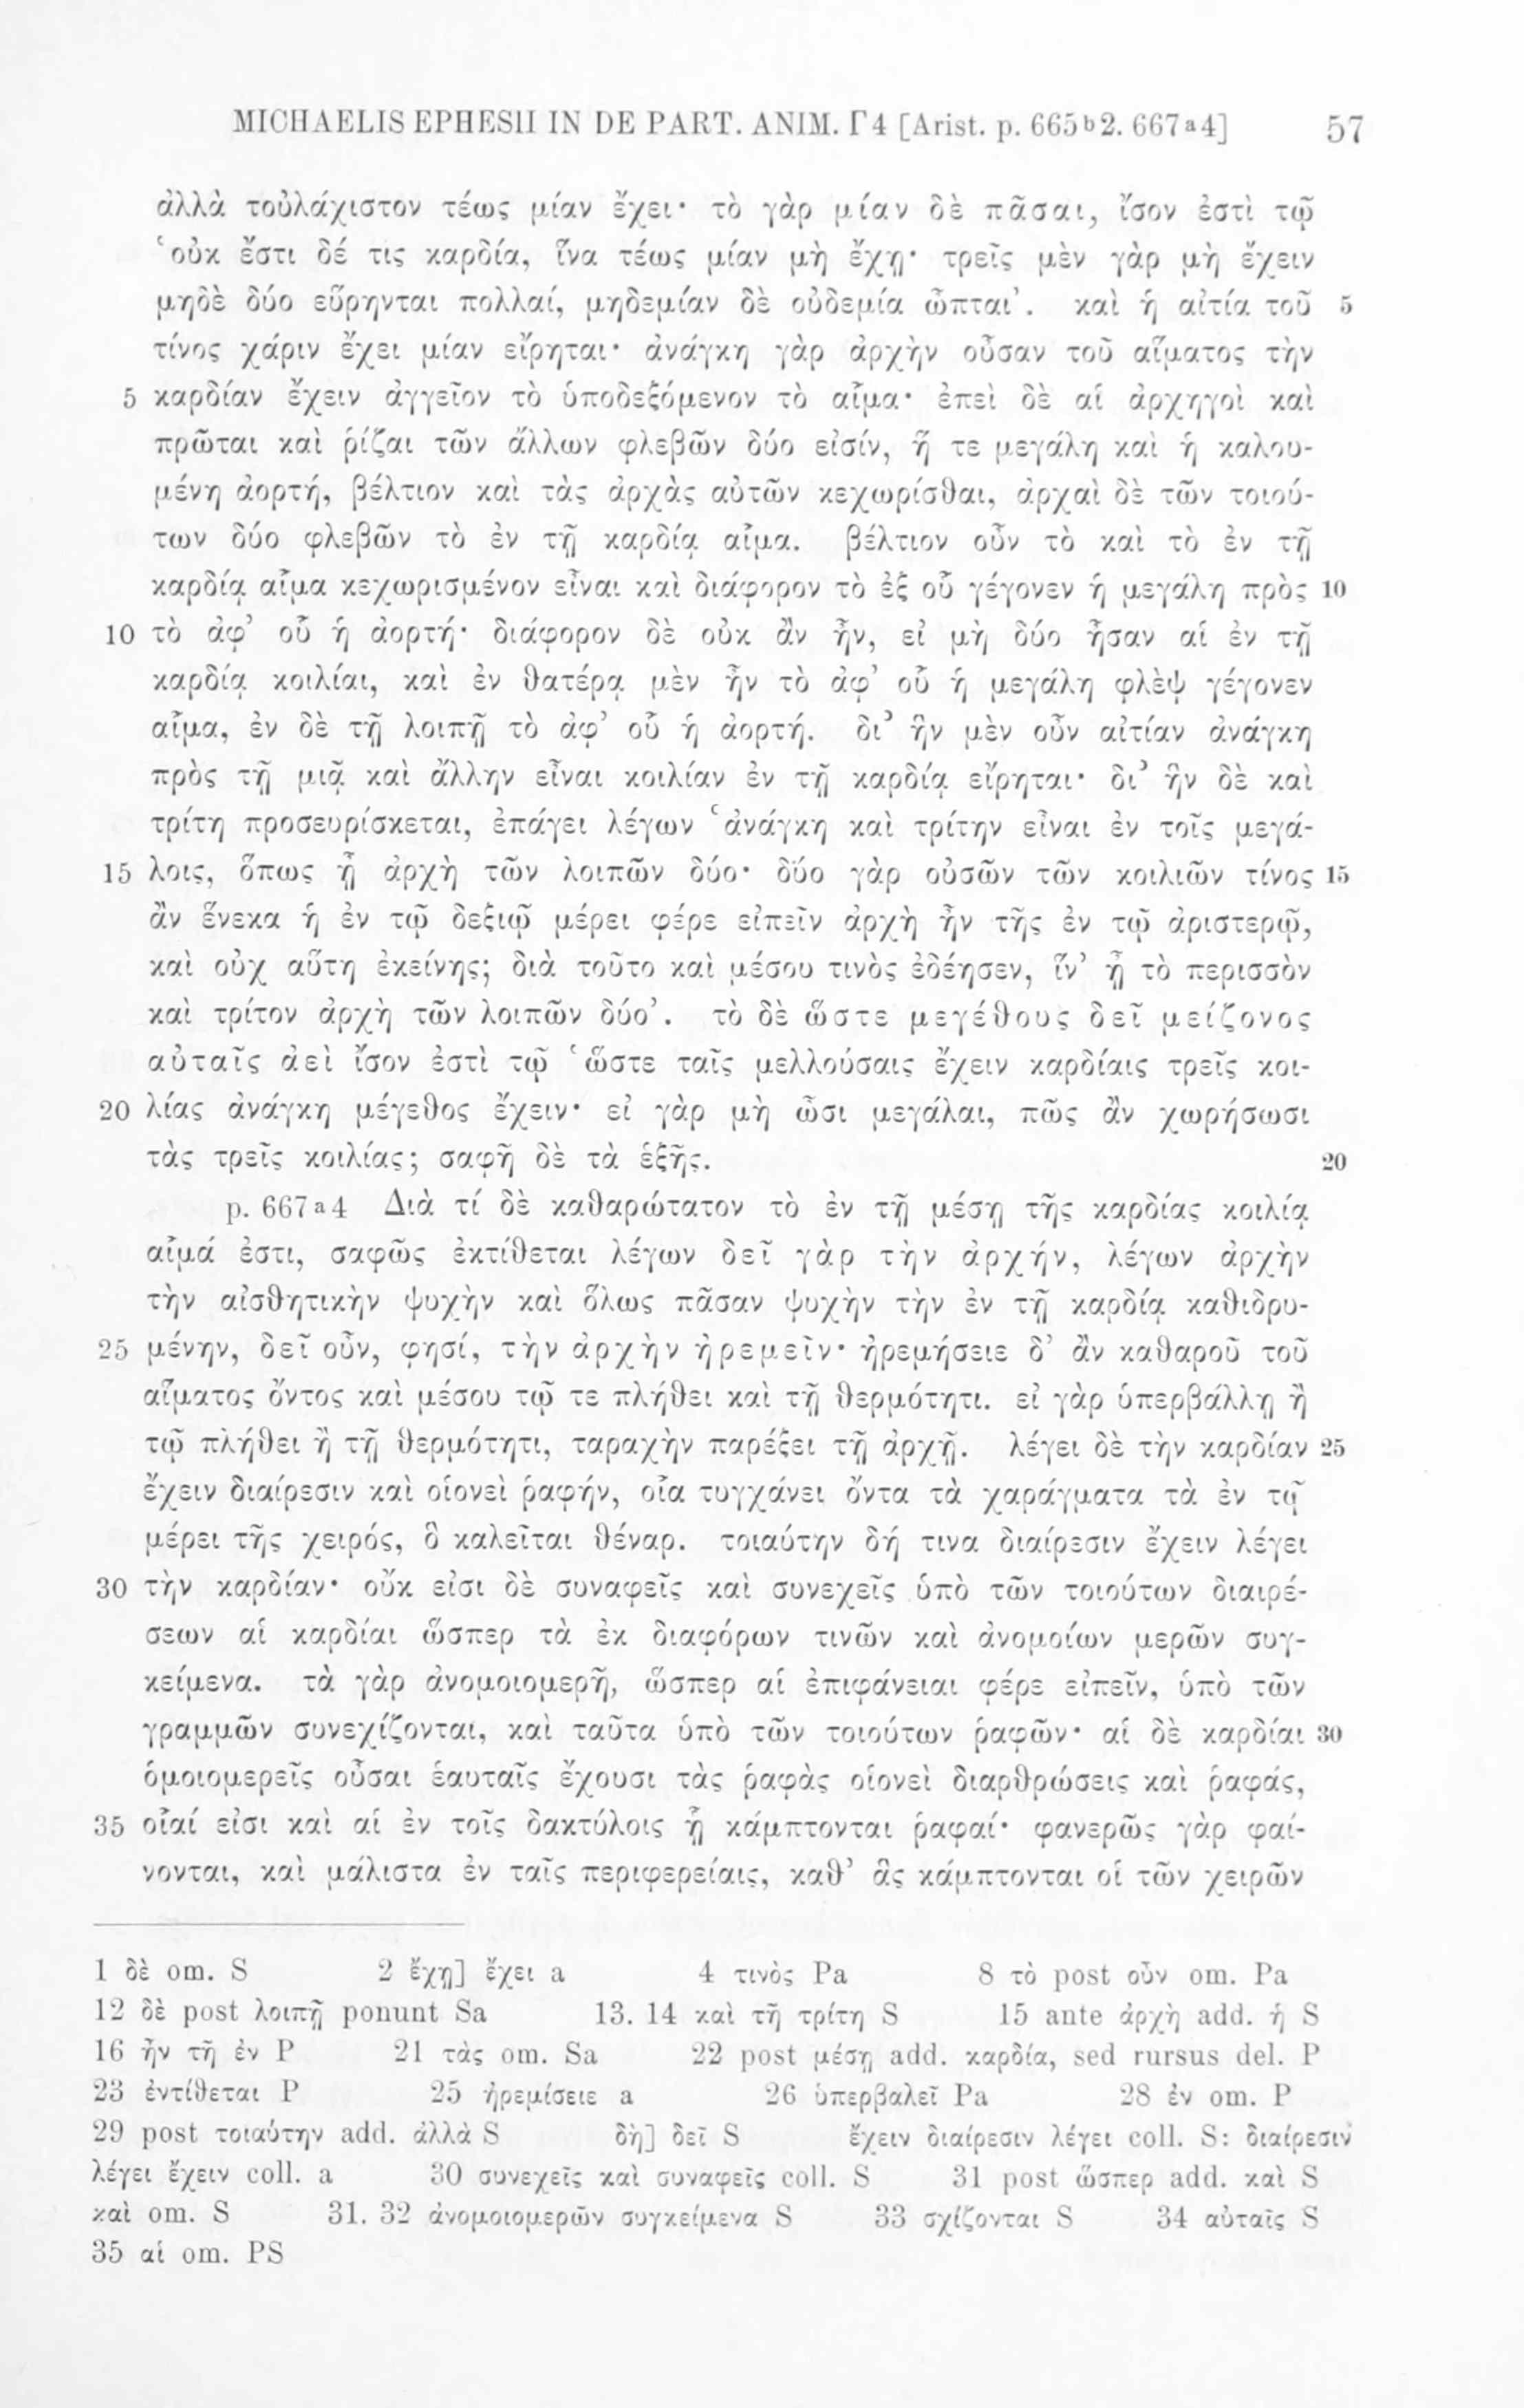 MICHAELIS EPHESII IN DE PART. ANIM. Γ 4 [Arist. p. 665ᵇ2. 667ᵃ4] 57
ἀλλὰ τοὐλάχιστον τέως μίαν ἔχει· τὸ γὰρ μίαν δὲ πᾶσαι, ἴσον ἐστὶ τῷ
‘οὐκ ἔστι δέ τις καρδία, ἵνα τέως μίαν μὴ ἔχῃ· τρεῖς μὲν γὰρ μὴ ἔχειν
μηδὲ δύο εὕρηνται πολλαί, μηδεμίαν δὲ οὐδεμία ὦπται’. καὶ ἡ αἰτία τοῦ 5
τίνος χάριν ἔχει μίαν εἴρηται· ἀνάγκη γὰρ ἀρχὴν οὖσαν τοῦ αἵματος τὴν
5 καρδίαν ἔχειν ἀγγεῖον τὸ ὑποδεξόμενον τὸ αἷμα· ἐπεὶ δὲ αἱ ἀρχηγοὶ καὶ
πρῶται καὶ ῥίζαι τῶν ἄλλων φλεβῶν δύο εἰσίν, ἥ τε μεγάλη καὶ ἡ καλου-
μένη ἀορτή, βέλτιον καὶ τὰς ἀρχὰς αὐτῶν κεχωρίσθαι, ἀρχαὶ δὲ τῶν τοιού-
των δύο φλεβῶν τὸ ἐν τῇ καρδίᾳ αἷμα. βέλτιον οὖν τὸ καὶ τὸ ἐν τῇ
καρδίᾳ αἷμα κεχωρισμένον εἶναι καὶ διάφορον τὸ ἐξ οὗ γέγονεν ἡ μεγάλη πρὸς 10
10 τὸ ἀφ’ οὗ ἡ ἀορτή· διάφορον δὲ οὐκ ἂν ἦν, εἰ μὴ δύο ἦσαν αἱ ἐν τῇ
καρδίᾳ κοιλίαι, καὶ ἐν θατέρᾳ μὲν ἦν τὸ ἀφ’ οὗ ἡ μεγάλη φλὲψ γέγονεν
αἷμα, ἐν δὲ τῇ λοιπῇ τὸ ἀφ’ οὗ ἡ ἀορτή. δι’ ἣν μὲν οὖν αἰτίαν ἀνάγκη
πρὸς τῇ μιᾷ καὶ ἄλλην εἶναι κοιλίαν ἐν τῇ καρδίᾳ εἴρηται· δι’ ἣν δὲ καὶ
τρίτη προσευρίσκεται, ἐπάγει λέγων ‘ἀνάγκη καὶ τρίτην εἶναι ἐν τοῖς μεγά-
15 λοις, ὅπως ᾖ ἀρχὴ τῶν λοιπῶν δύο· δύο γὰρ οὐσῶν τῶν κοιλιῶν τίνος 15
ἂν ἕνεκα ἡ ἐν τῷ δεξιῷ μέρει φέρε εἰπεῖν ἀρχὴ ἦν τῆς ἐν τῷ ἀριστερῷ,
καὶ οὐχ αὕτη ἐκείνης; διὰ τοῦτο καὶ μέσου τινὸς ἐδέησεν, ἵν’ ᾖ τὸ περισσὸν
καὶ τρίτον ἀρχὴ τῶν λοιπῶν δύο’. τὸ δὲ ὥστε μεγέθους δεῖ μείζονος
αὐταῖς ἀεὶ ἴσον ἐστὶ τῷ ‘ὥστε ταῖς μελλούσαις ἔχειν καρδίαις τρεῖς κοι-
20 λίας ἀνάγκη μέγεθος ἔχειν· εἰ γὰρ μὴ ὦσι μεγάλαι, πῶς ἂν χωρήσωσι
τὰς τρεῖς κοιλίας; σαφῆ δὲ τὰ ἑξῆς. 20
p. 667ᵃ4 Διὰ τί δὲ καθαρώτατον τὸ ἐν τῇ μέσῃ τῆς καρδίας κοιλίᾳ
αἷμά ἐστι, σαφῶς ἐκτίθεται λέγων δεῖ γὰρ τὴν ἀρχήν, λέγων ἀρχὴν
τὴν αἰσθητικὴν ψυχὴν καὶ ὅλως πᾶσαν ψυχὴν τὴν ἐν τῇ καρδίᾳ καθιδρυ-
25 μένην, δεῖ οὖν, φησί, τὴν ἀρχὴν ἠρεμεῖν· ἠρεμήσειε δ’ ἂν καθαροῦ τοῦ
αἵματος ὄντος καὶ μέσου τῷ τε πλήθει καὶ τῇ θερμότητι. εἰ γὰρ ὑπερβάλλῃ ἢ
τῷ πλήθει ἢ τῇ θερμότητι, ταραχὴν παρέξει τῇ ἀρχῇ. λέγει δὲ τὴν καρδίαν 25
ἔχειν διαίρεσιν καὶ οἱονεὶ ῥαφήν, οἷα τυγχάνει ὄντα τὰ χαράγματα τὰ ἐν τῷ
μέρει τῆς χειρός, ὃ καλεῖται θέναρ. τοιαύτην δή τινα διαίρεσιν ἔχειν λέγει
30 τὴν καρδίαν· οὔκ εἰσι δὲ συναφεῖς καὶ συνεχεῖς ὑπὸ τῶν τοιούτων διαιρέ-
σεων αἱ καρδίαι ὥσπερ τὰ ἐκ διαφόρων τινῶν καὶ ἀνομοίων μερῶν συγ-
κείμενα. τὰ γὰρ ἀνομοιομερῆ, ὥσπερ αἱ ἐπιφάνειαι φέρε εἰπεῖν, ὑπὸ τῶν
γραμμῶν συνεχίζονται, καὶ ταῦτα ὑπὸ τῶν τοιούτων ῥαφῶν· αἱ δὲ καρδίαι 30
ὁμοιομερεῖς οὖσαι ἑαυταῖς ἔχουσι τὰς ῥαφὰς οἱονεὶ διαρθρώσεις καὶ ῥαφάς,
35 οἷαί εἰσι καὶ αἱ ἐν τοῖς δακτύλοις ᾗ κάμπτονται ῥαφαί· φανερῶς γὰρ φαί-
νονται, καὶ μάλιστα ἐν ταῖς περιφερείαις, καθ’ ἃς κάμπτονται οἱ τῶν χειρῶν
1 δὲ om. S 2 ἔχῃ] ἔχει a 4 τινὸς Pa 8 τὸ post οὖν om. Pa
12 δὲ post λοιπῇ ponunt Sa 13. 14 καὶ τῇ τρίτη S 15 ante ἀρχὴ add. ἡ S
16 ἦν τῇ ἐν P 21 τὰς om. Sa 22 post μέσῃ add. καρδία, sed rursus del. P
23 ἐντίθεται P 25 ἠρεμίσειε a 26 ὑπερβαλεῖ Pa 28 ἐν om. P
29 post τοιαύτην add. ἀλλὰ S δὴ] δεῖ S ἔχειν διαίρεσιν λέγει coll. S: διαίρεσιν
λέγει ἔχειν coll. a 30 συνεχεῖς καὶ συναφεῖς coll. S 31 post ὥσπερ add. καὶ S
καὶ om. S 31. 32 ἀνομοιομερῶν συγκείμενα S 33 σχίζονται S 34 αὐταῖς S
35 αἱ om. PS